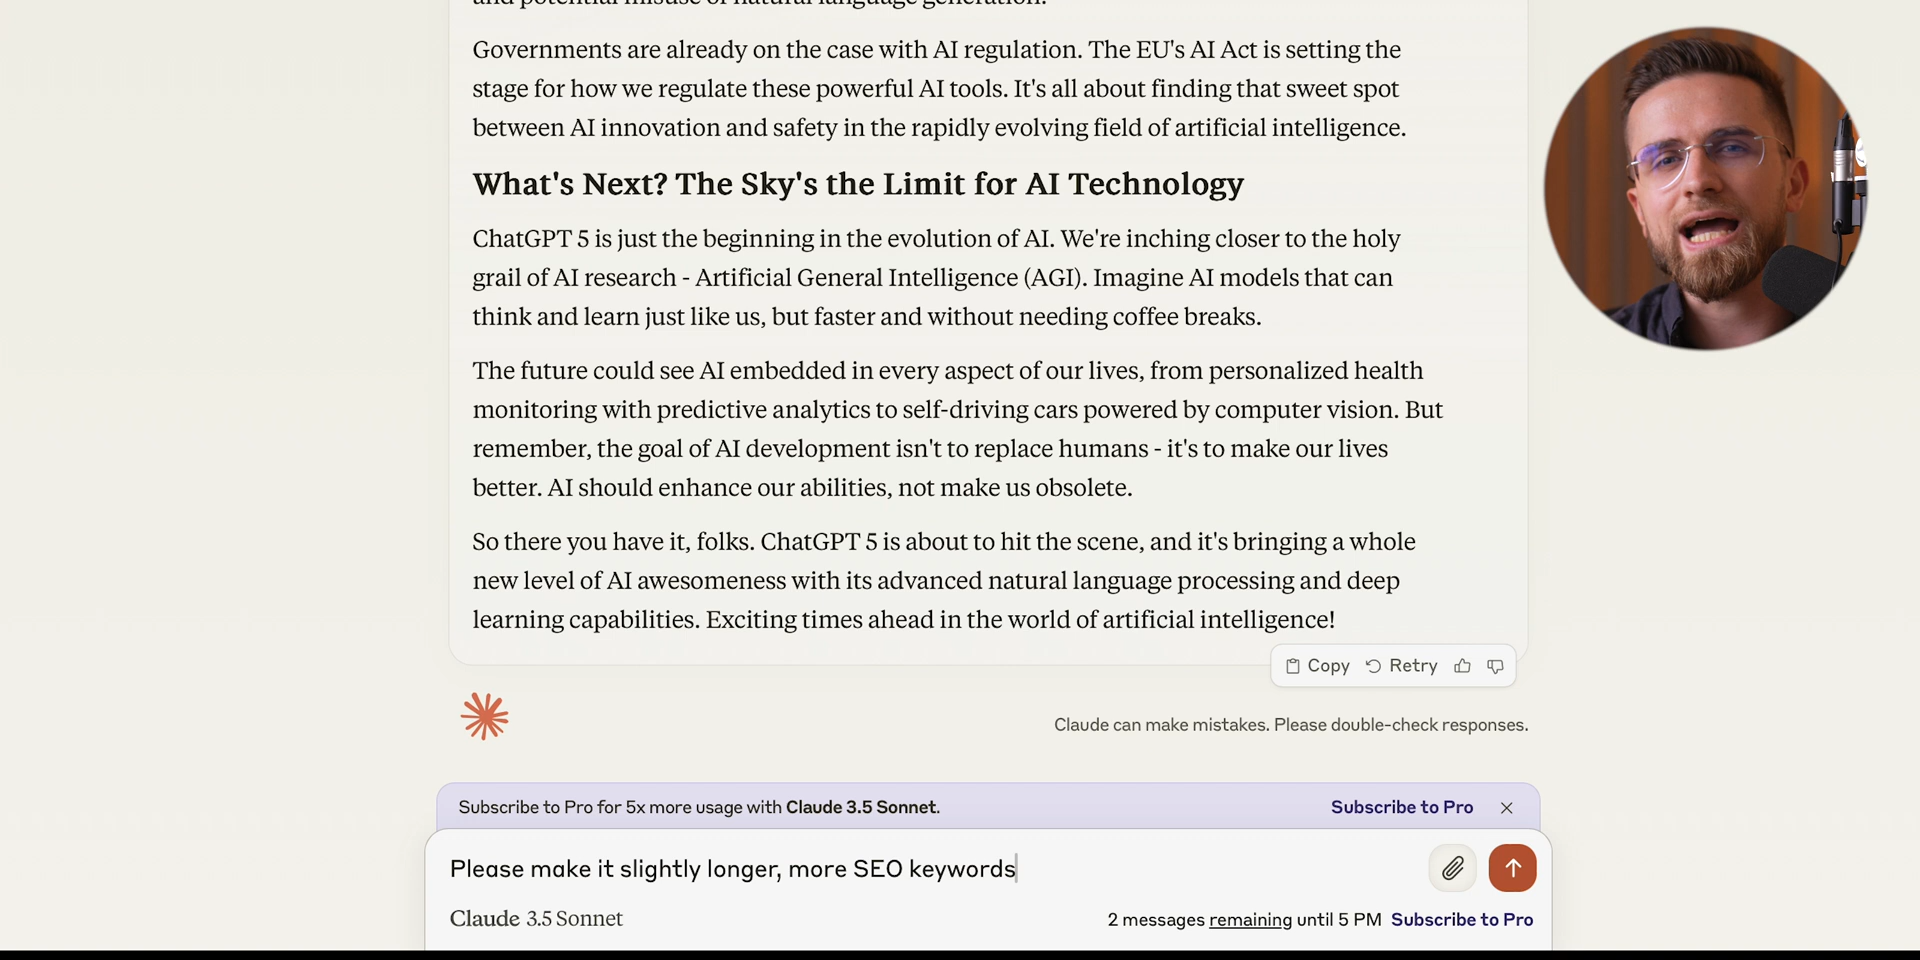 and potential misuse of natural language generation.
Governments are already on the case with AI regulation. The EU's AI Act is setting the
stage for how we regulate these powerful AI tools. It's all about finding that sweet spot
between AI innovation and safety in the rapidly evolving field of artificial intelligence.
What's Next? The Sky's the Limit for AI Technology
ChatGPT 5 is just the beginning in the evolution of AI. We're inching closer to the holy
grail of AI research - Artificial General Intelligence (AGI). Imagine AI models that can
think and learn just like us, but faster and without needing coffee breaks.
The future could see AI embedded in every aspect of our lives, from personalized health
monitoring with predictive analytics to self-driving cars powered by computer vision. But
remember, the goal of AI development isn't to replace humans - it's to make our lives
better. AI should enhance our abilities, not make us obsolete.
So there you have it, folks. ChatGPT 5 is about to hit the scene, and it's bringing a whole
new level of AI awesomeness with its advanced natural language processing and deep
learning capabilities. Exciting times ahead in the world of artificial intelligence!
Copy Retry
Claude can make mistakes. Please double-check responses.
Subscribe to Pro for 5x more usage with Claude 3.5 Sonnet. Subscribe to Pro
Please make it slightly longer, more SEO keywords
Claude 3.5 Sonnet 2 messages remaining until 5 PM Subscribe to Pro